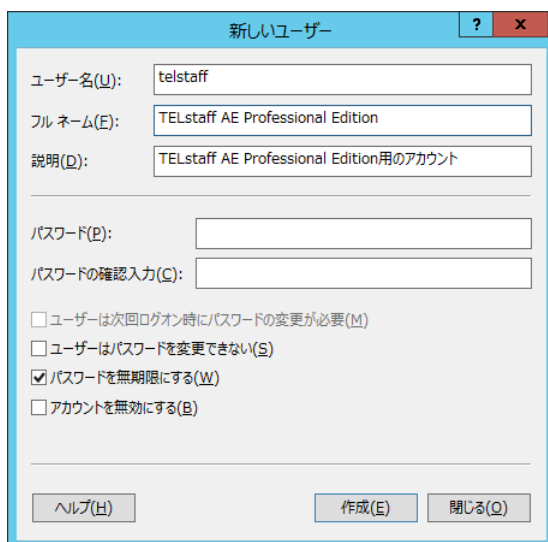 新しいユーザー
? x
ユーザー名(U): telstaff
フル ネーム(F): TELstaff AE Professional Edition
説明(D): TELstaff AE Professional Edition用のアカウント
パスワード(P):
パスワードの確認入力(C):
ユーザーは次回ログオン時にパスワードの変更が必要(M)
ユーザーはパスワードを変更できない(S)
パスワードを無期限にする(W)
アカウントを無効にする(B)
ヘルプ(H) 作成(E) 閉じる(O)